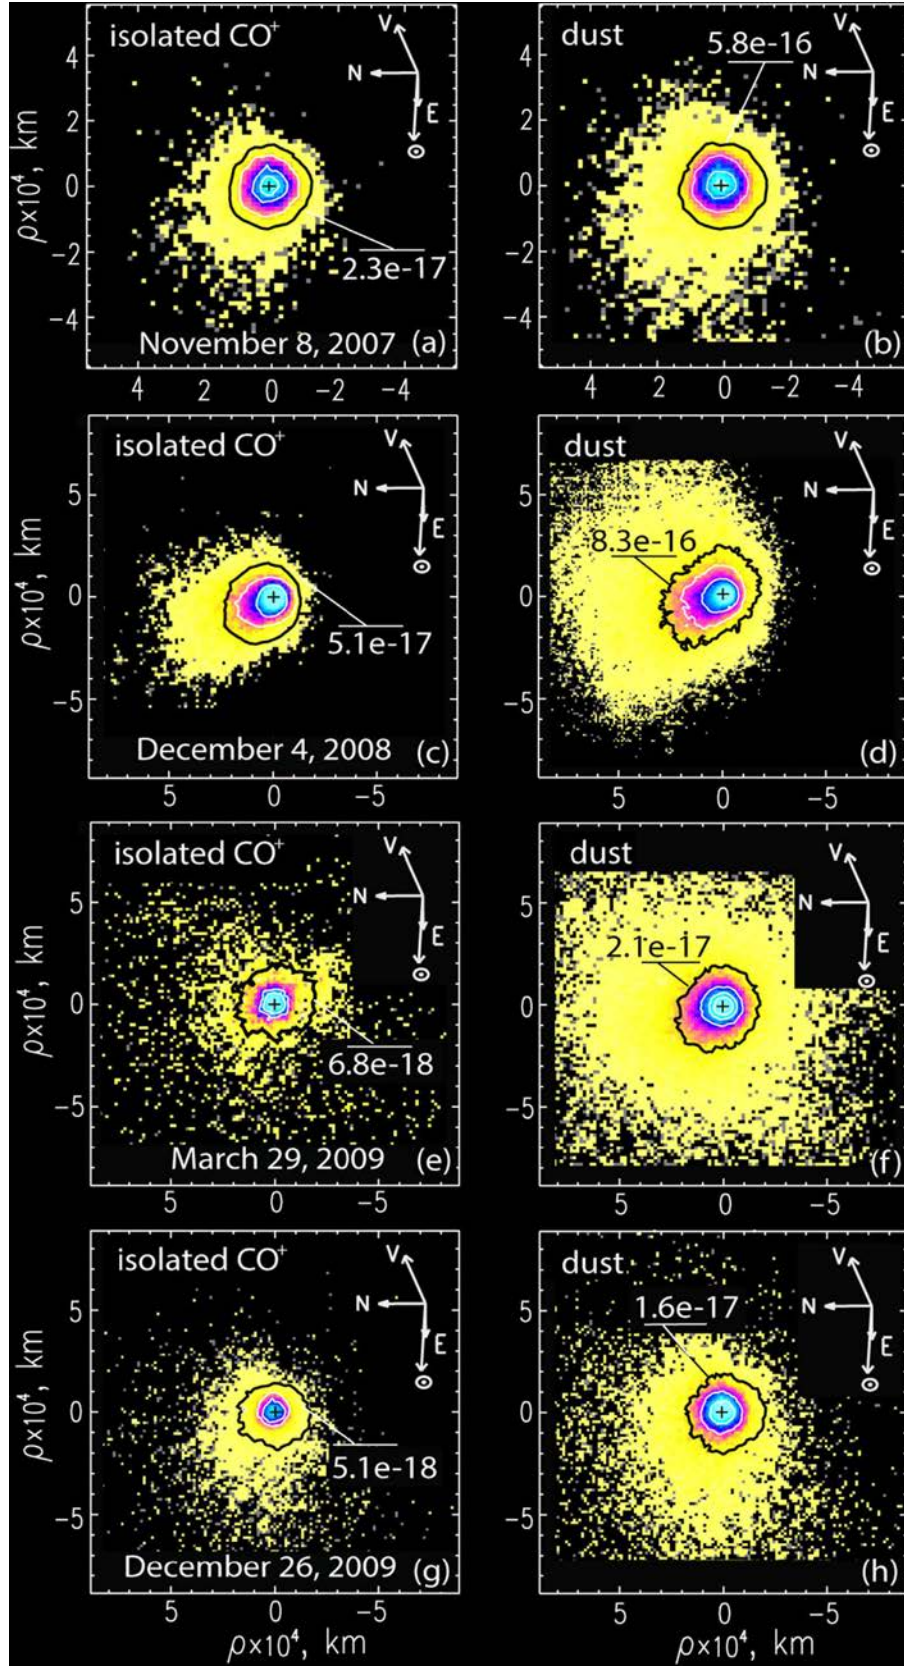 isolated CO⁺
V
N
E
2.3e-17
November 8, 2007 (a)
ρ×10⁴, km
4
2
0
−2
−4
4 2 0 −2 −4
dust
5.8e-16
V
N
E
(b)
4
2
0
−2
−4
4 2 0 −2 −4
isolated CO⁺
V
N
E
5.1e-17
December 4, 2008 (c)
ρ×10⁴, km
5
0
−5
5 0 −5
dust
8.3e-16
V
N
E
(d)
5
0
−5
5 0 −5
isolated CO⁺
V
N
E
6.8e-18
March 29, 2009 (e)
ρ×10⁴, km
5
0
−5
5 0 −5
dust
2.1e-17
V
N
E
(f)
5
0
−5
5 0 −5
isolated CO⁺
V
N
E
5.1e-18
December 26, 2009 (g)
ρ×10⁴, km
5
0
−5
5 0 −5
ρ×10⁴, km
dust
1.6e-17
V
N
E
(h)
5
0
−5
5 0 −5
ρ×10⁴, km